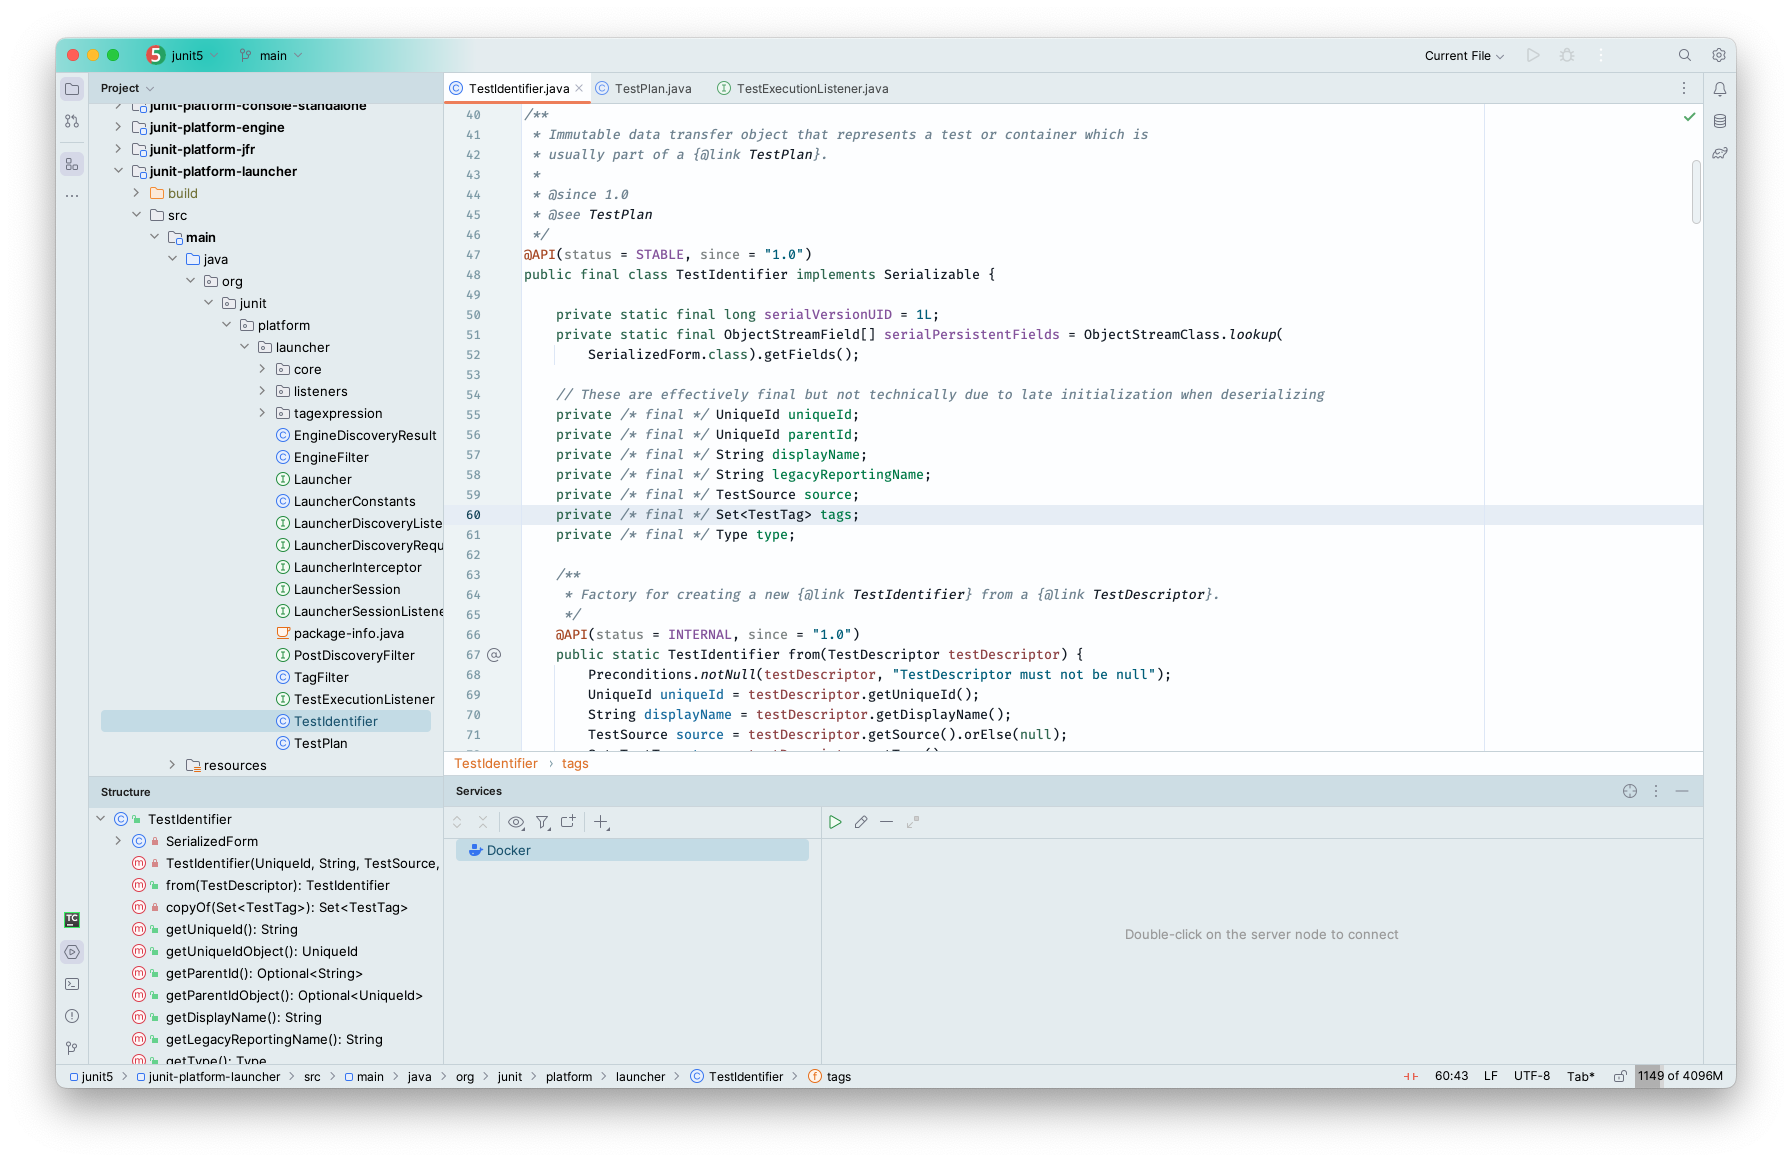 5 junit5 main Current File
Project
junit-platform-console-standalone
junit-platform-engine
junit-platform-jfr
junit-platform-launcher
build
src
main
java
org
junit
platform
launcher
core
listeners
tagexpression
EngineDiscoveryResult
EngineFilter
Launcher
LauncherConstants
LauncherDiscoveryListe
LauncherDiscoveryRequ
LauncherInterceptor
LauncherSession
LauncherSessionListene
package-info.java
PostDiscoveryFilter
TagFilter
TestExecutionListener
TestIdentifier
TestPlan
resources
TestIdentifier.java TestPlan.java TestExecutionListener.java
40 /**
41 * Immutable data transfer object that represents a test or container which is
42 * usually part of a {@link TestPlan}.
43 *
44 * @since 1.0
45 * @see TestPlan
46 */
47 @API(status = STABLE, since = "1.0")
48 public final class TestIdentifier implements Serializable {
49
50 private static final long serialVersionUID = 1L;
51 private static final ObjectStreamField[] serialPersistentFields = ObjectStreamClass.lookup(
52 SerializedForm.class).getFields();
53
54 // These are effectively final but not technically due to late initialization when deserializing
55 private /* final */ UniqueId uniqueId;
56 private /* final */ UniqueId parentId;
57 private /* final */ String displayName;
58 private /* final */ String legacyReportingName;
59 private /* final */ TestSource source;
60 private /* final */ Set<TestTag> tags;
61 private /* final */ Type type;
62
63 /**
64 * Factory for creating a new {@link TestIdentifier} from a {@link TestDescriptor}.
65 */
66 @API(status = INTERNAL, since = "1.0")
67 public static TestIdentifier from(TestDescriptor testDescriptor) {
68 Preconditions.notNull(testDescriptor, "TestDescriptor must not be null");
69 UniqueId uniqueId = testDescriptor.getUniqueId();
70 String displayName = testDescriptor.getDisplayName();
71 TestSource source = testDescriptor.getSource().orElse(null);
TestIdentifier › tags
Structure
TestIdentifier
SerializedForm
TestIdentifier(UniqueId, String, TestSource,
from(TestDescriptor): TestIdentifier
copyOf(Set<TestTag>): Set<TestTag>
getUniqueId(): String
getUniqueIdObject(): UniqueId
getParentId(): Optional<String>
getParentIdObject(): Optional<UniqueId>
getDisplayName(): String
getLegacyReportingName(): String
getType(): Type
Services
Docker
Double-click on the server node to connect
TC
junit5 › junit-platform-launcher › src › main › java › org › junit › platform › launcher › TestIdentifier › tags 60:43 LF UTF-8 Tab* 1149 of 4096M